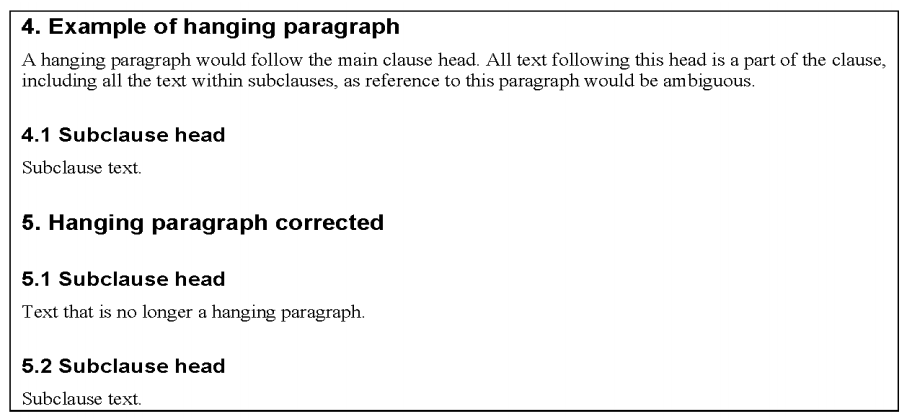 4. Example of hanging paragraph
A hanging paragraph would follow the main clause head. All text following this head is a part of the clause,
including all the text within subclauses, as reference to this paragraph would be ambiguous.
4.1 Subclause head
Subclause text.
5. Hanging paragraph corrected
5.1 Subclause head
Text that is no longer a hanging paragraph.
5.2 Subclause head
Subclause text.